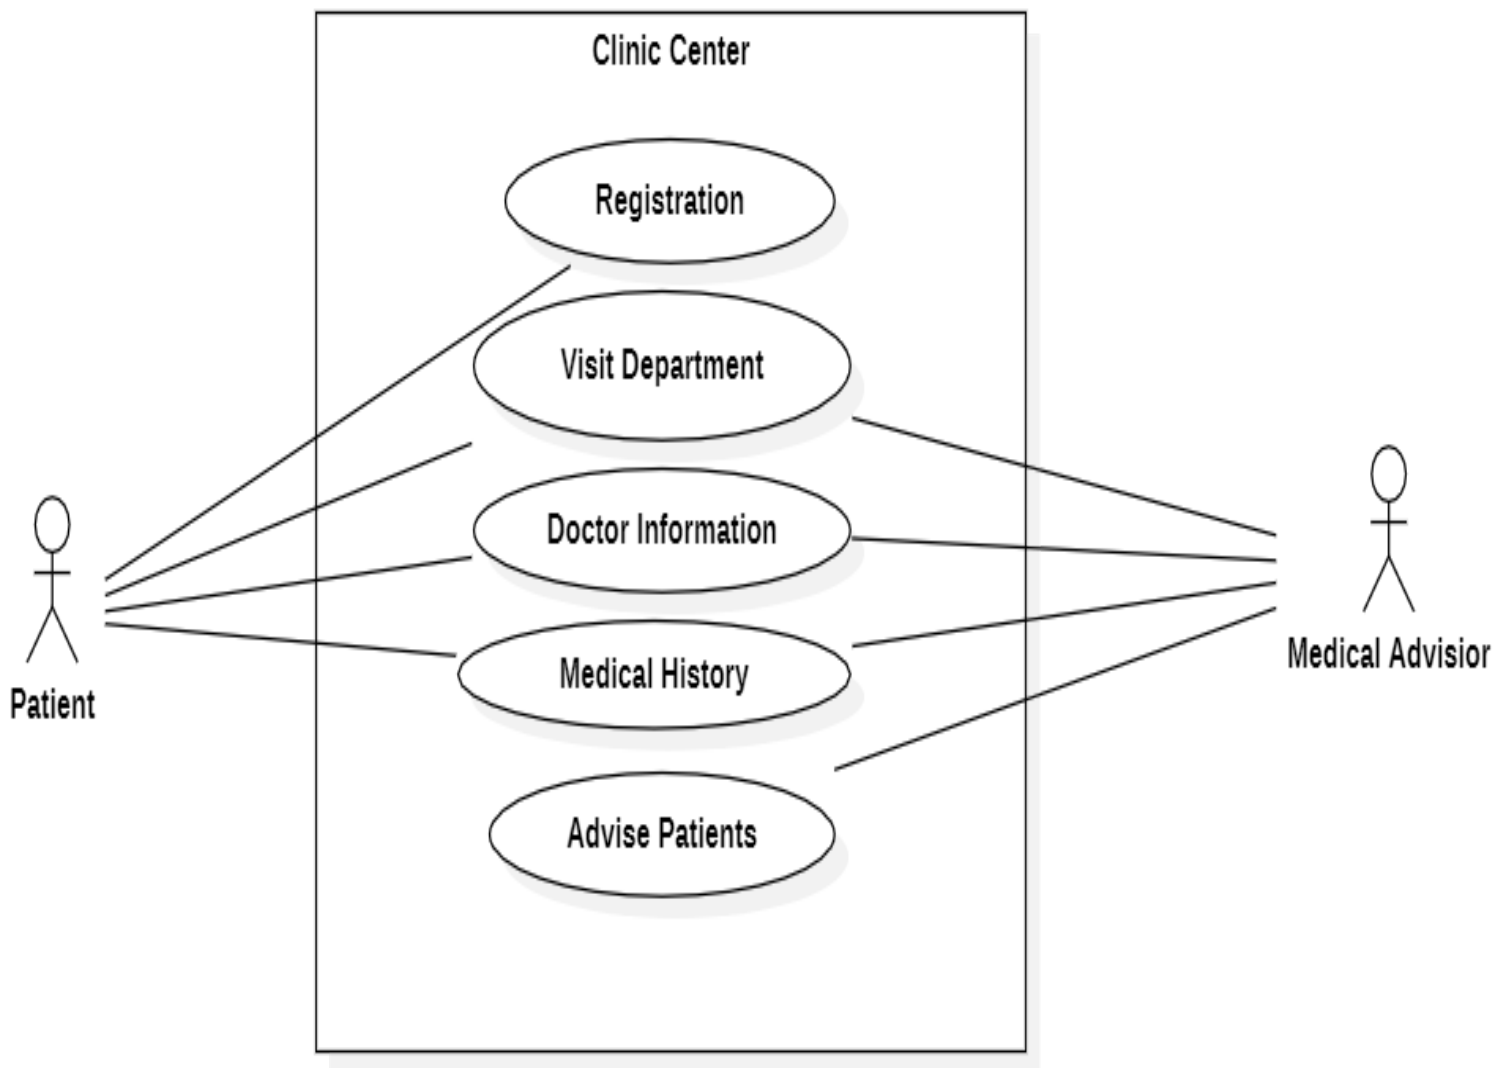 Clinic Center
Registration
Visit Department
Doctor Information
Medical History
Advise Patients
Patient
Medical Advisior